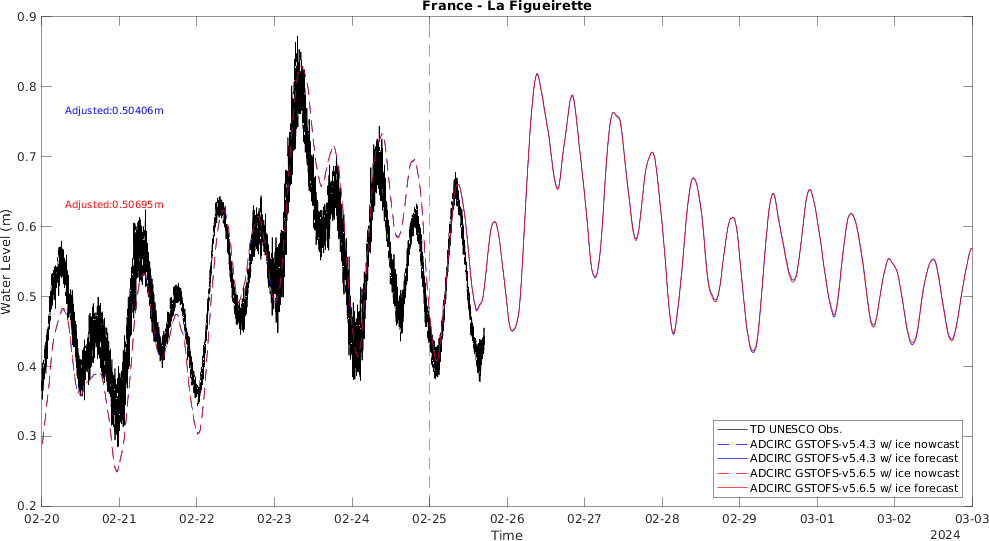 France - La Figueirette
0.9
0.8
0.7
0.6
0.5
0.4
0.3
0.2
Water Level (m)
Adjusted:0.50406m
Adjusted:0.50695m
TD UNESCO Obs.
ADCIRC GSTOFS-v5.4.3 w/ ice nowcast
ADCIRC GSTOFS-v5.4.3 w/ ice forecast
ADCIRC GSTOFS-v5.6.5 w/ ice nowcast
ADCIRC GSTOFS-v5.6.5 w/ ice forecast
02-20 02-21 02-22 02-23 02-24 02-25 02-26 02-27 02-28 02-29 03-01 03-02 03-03
Time
2024